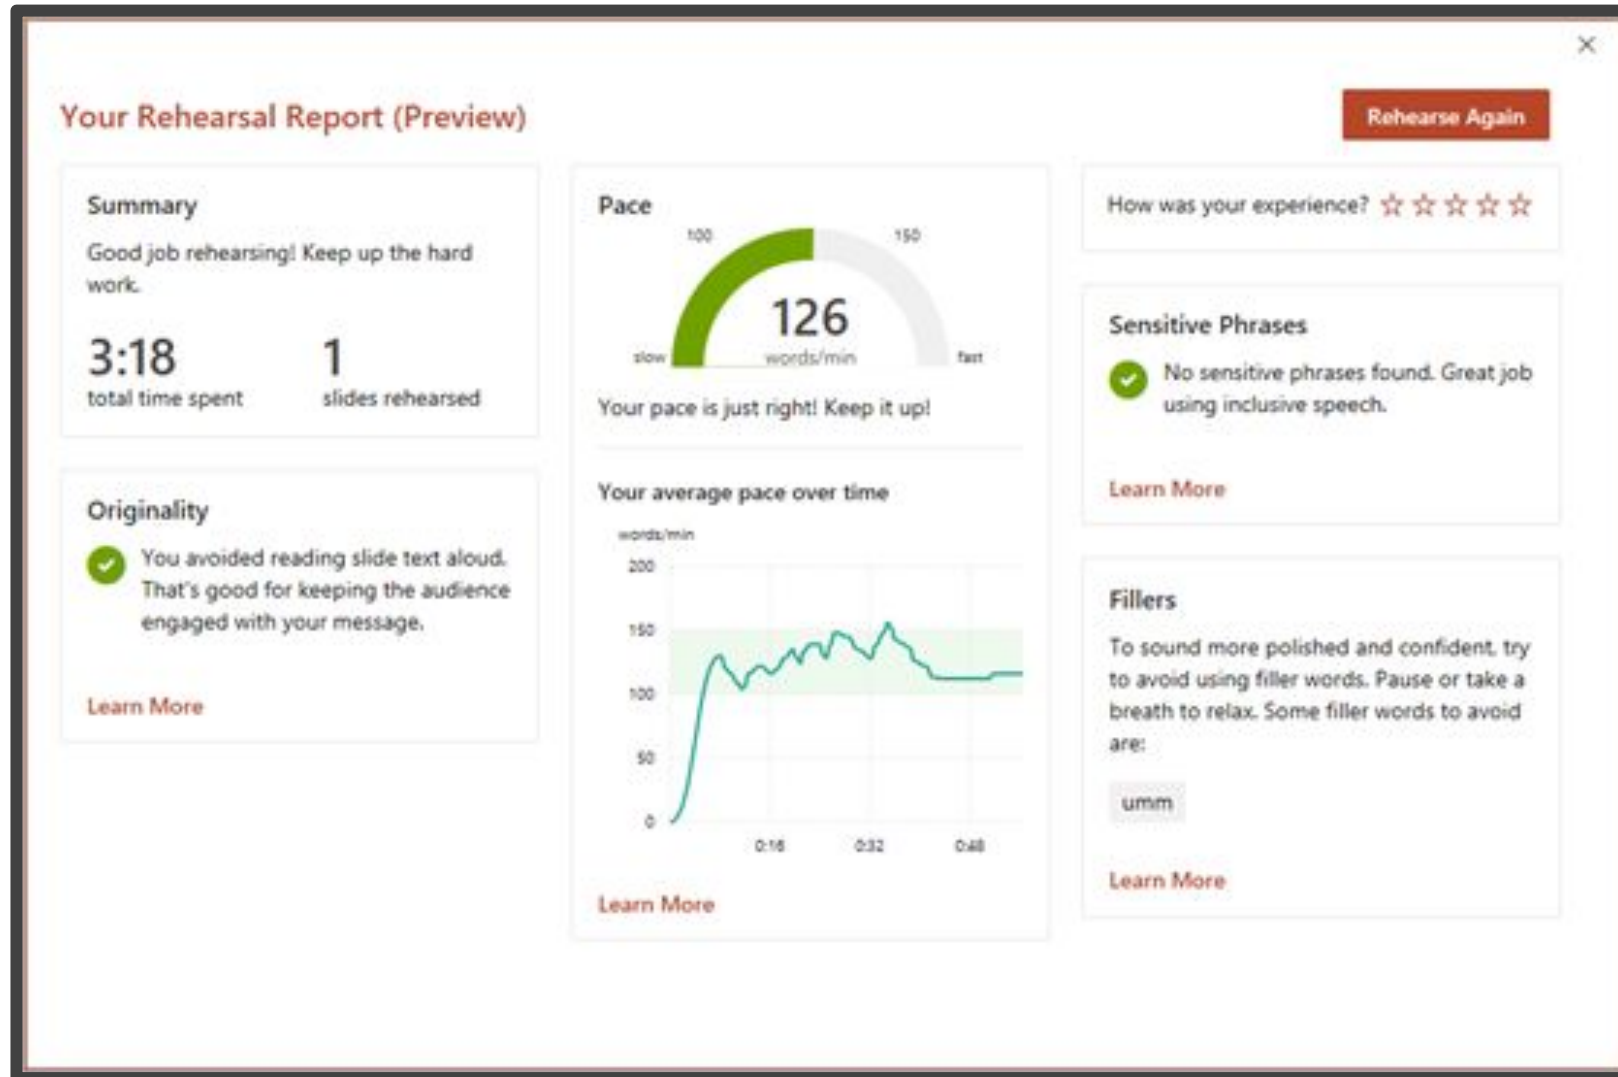 Your Rehearsal Report (Preview)
Rehearse Again
Summary
Good job rehearsing! Keep up the hard
work.
3:18
total time spent
1
slides rehearsed
Originality
You avoided reading slide text aloud.
That's good for keeping the audience
engaged with your message.
Learn More
Pace
100
150
126
slow
words/min
fast
Your pace is just right! Keep it up!
Your average pace over time
words/min
200
150
100
50
0
0:16
0:32
0:48
Learn More
How was your experience?
Sensitive Phrases
No sensitive phrases found. Great job
using inclusive speech.
Learn More
Fillers
To sound more polished and confident, try
to avoid using filler words. Pause or take a
breath to relax. Some filler words to avoid
are:
umm
Learn More